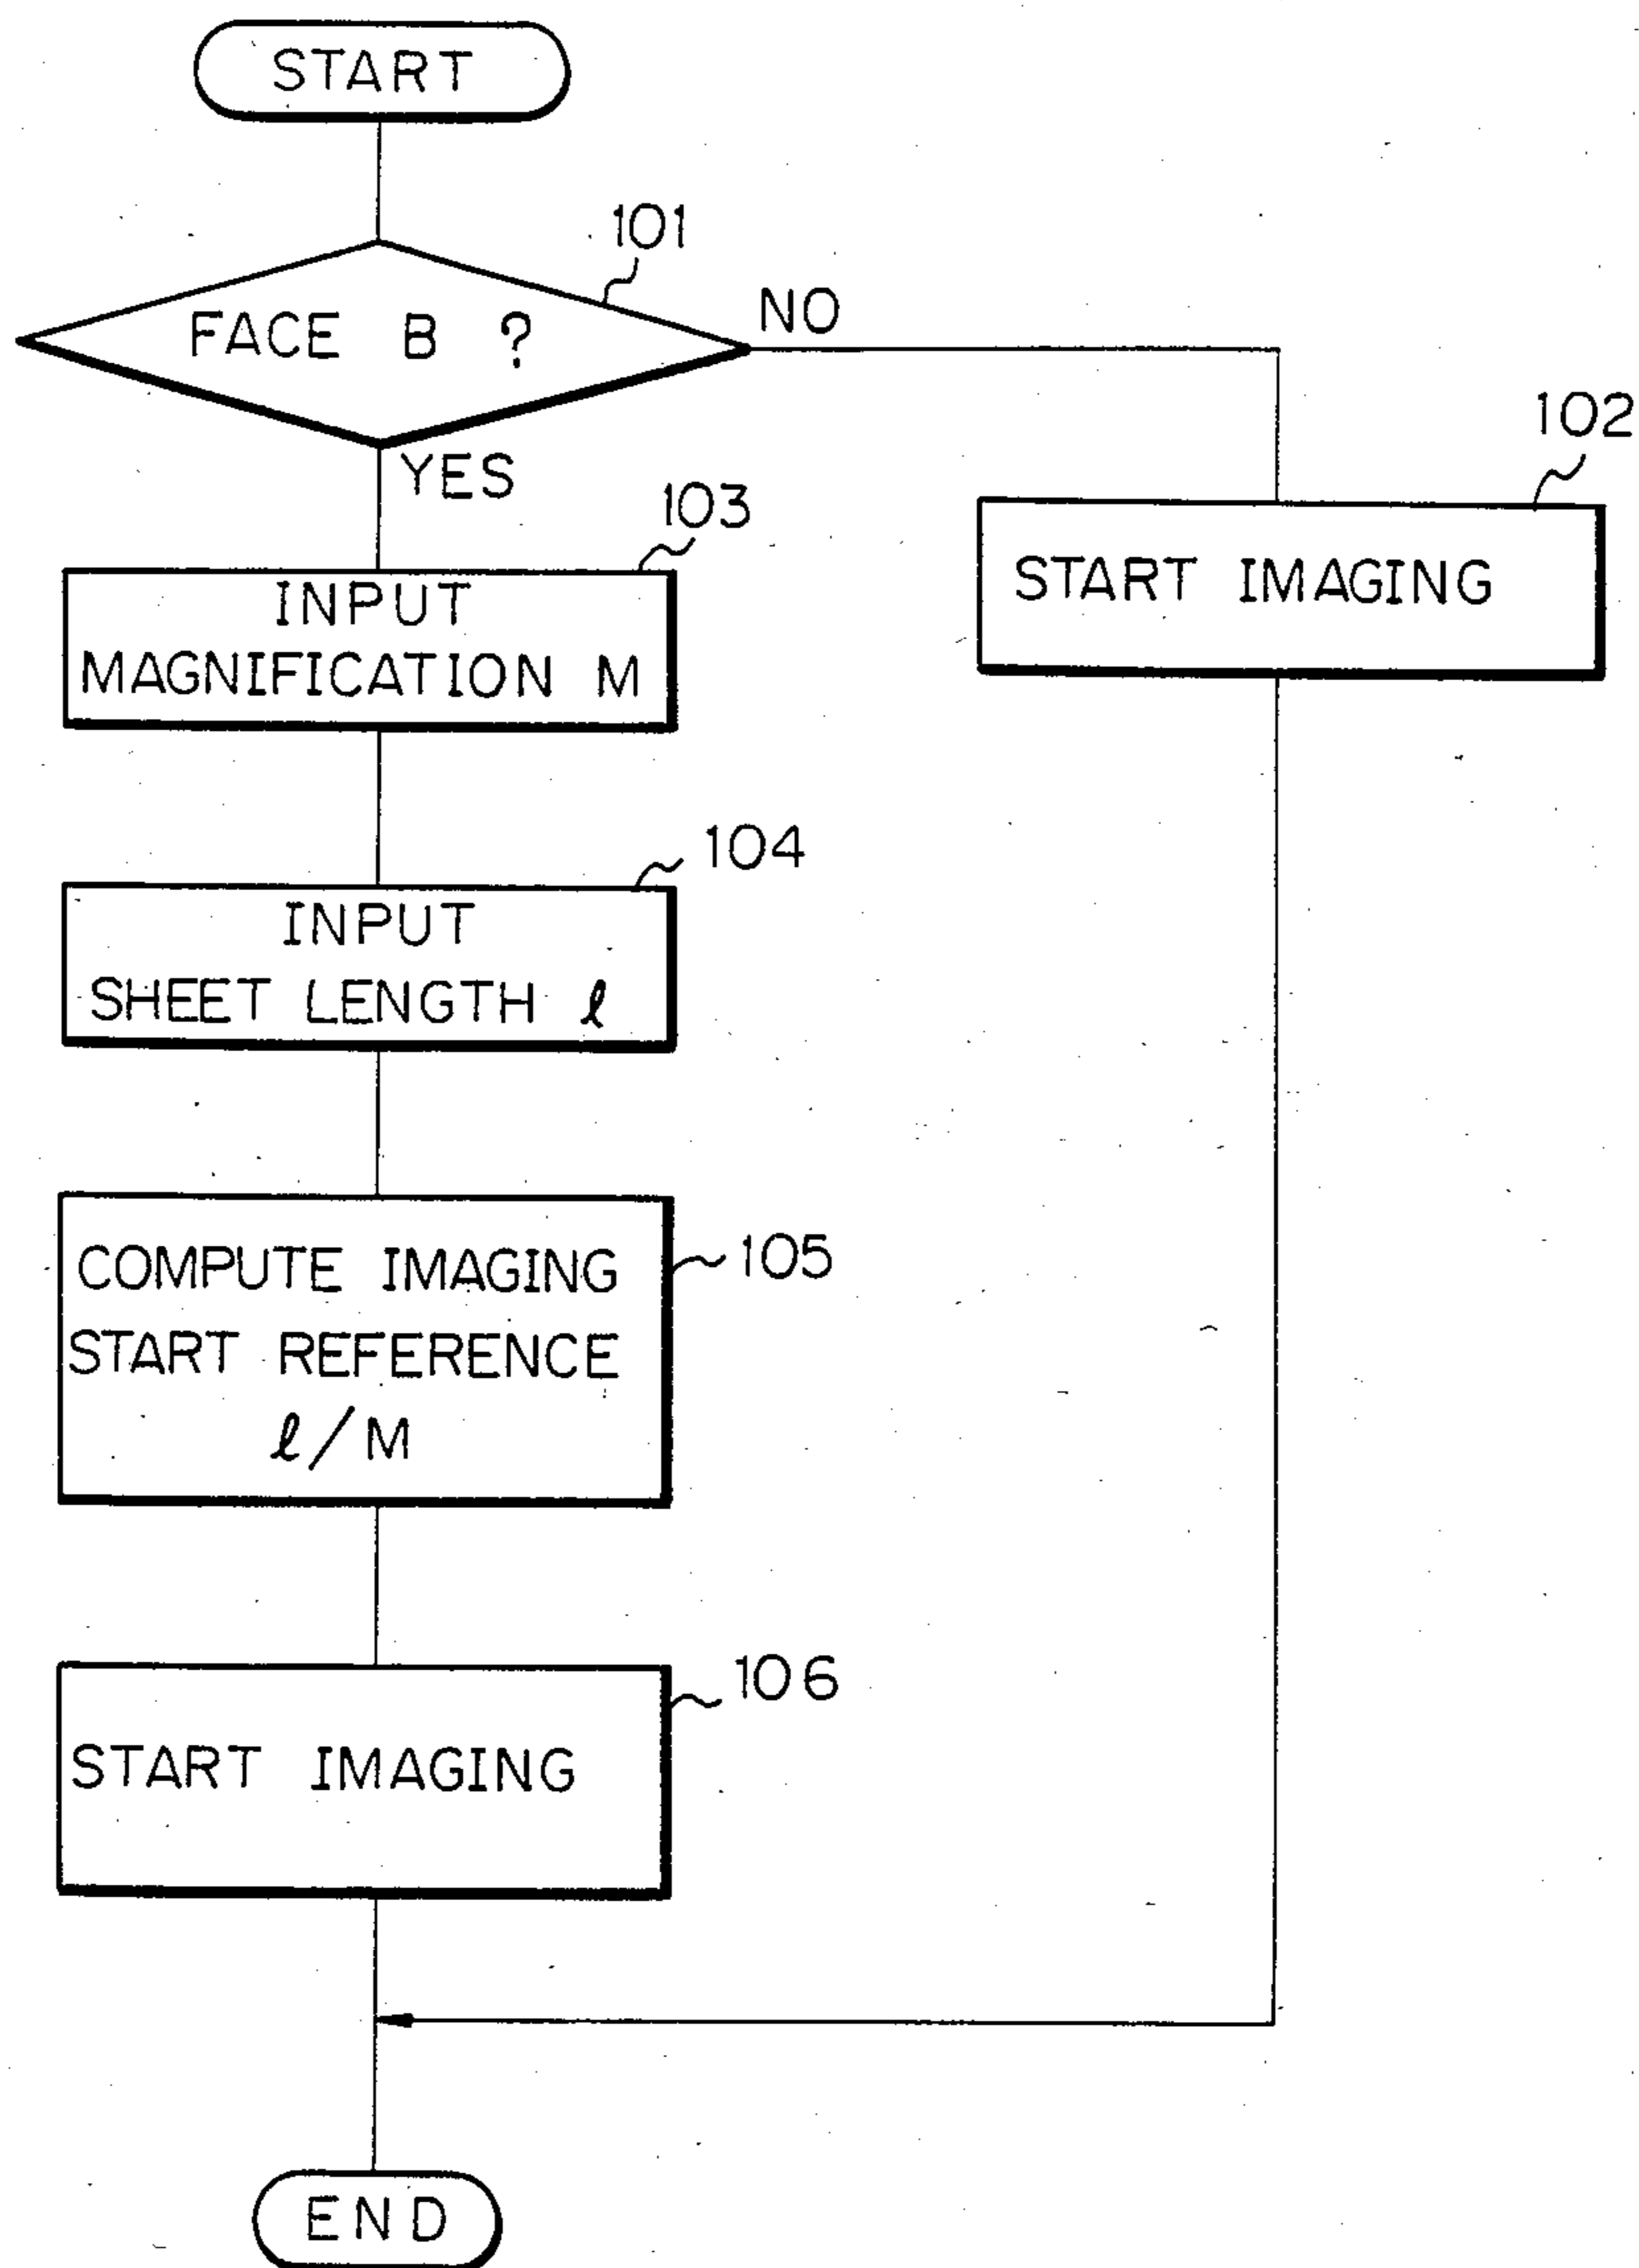 START
101
FACE B ?
NO
YES
102
START IMAGING
103
INPUT
MAGNIFICATION M
104
INPUT
SHEET LENGTH ℓ
COMPUTE IMAGING
105
START REFERENCE
ℓ/M
106
START IMAGING
END